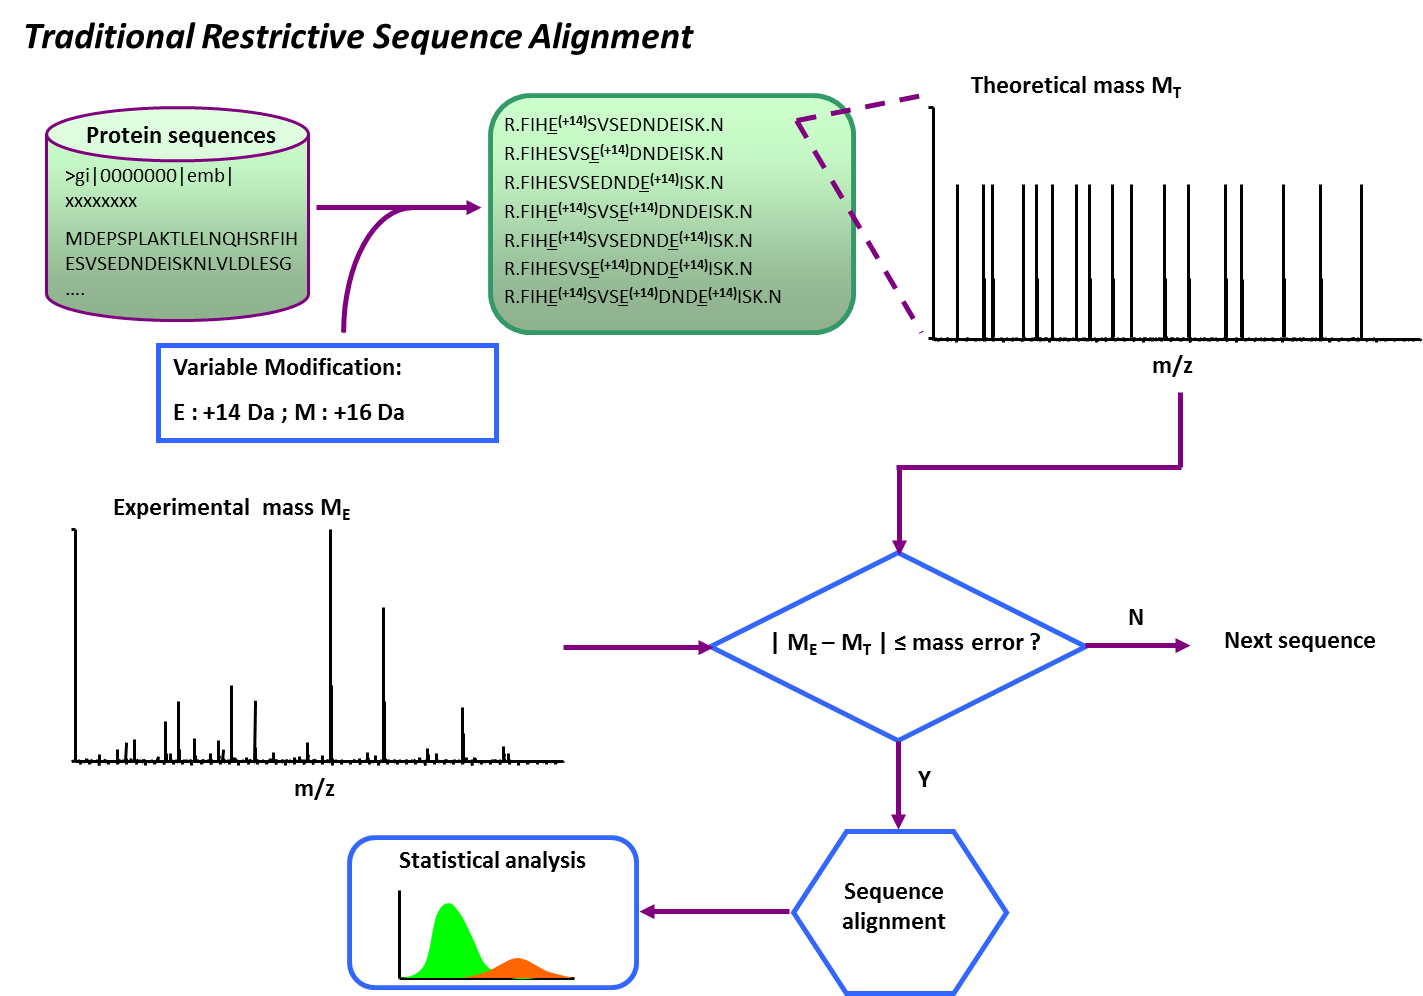 Traditional Restrictive Sequence Alignment
Protein sequences
>gi|0000000|emb|
xxxxxxxx
MDEPSPLAKTLELNQHSRFIH
ESVSEDNDEISKNLVLDLESG
....
R.FIHE(+14)SVSEDNDEISK.N
R.FIHESVSE(+14)DNDEISK.N
R.FIHESVSEDNDE(+14)ISK.N
R.FIHE(+14)SVSE(+14)DNDEISK.N
R.FIHE(+14)SVSEDNDE(+14)ISK.N
R.FIHESVSE(+14)DNDE(+14)ISK.N
R.FIHE(+14)SVSE(+14)DNDE(+14)ISK.N
Theoretical mass MT
m/z
Variable Modification:
E : +14 Da ; M : +16 Da
Experimental mass ME
m/z
| ME – MT | ≤ mass error ?
N
Next sequence
Y
Sequence
alignment
Statistical analysis